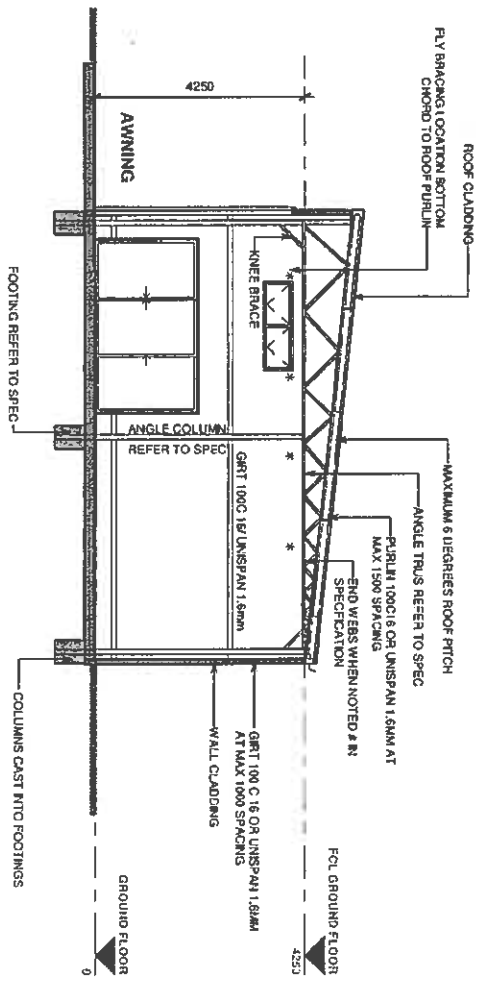 ROOF CLADDING
FLY BRACING LOCATION BOTTOM
CHORD TO ROOF PURLIN
4250
AWNING
KNEE BRACE
MAXIMUM 6 DEGREES ROOF PITCH
ANGLE TRUS REFER TO SPEC
PURLIN 100C16 OR UNISPAN 1.6MM AT
MAX 1500 SPACING
END WEBS WHEN NOTED # IN
SPECFICATION
ANGLE COLUMN
REFER TO SPEC
GIRT 100C 16/ UNISPAN 1.6mm
FCL GROUND FLOOR
4250
GIRT 100 C 16 OR UNISPAN 1.6MM
AT MAX 1000 SPACING
WALL CLADDING
GROUND FLOOR
0
FOOTING REFER TO SPEC
COLUMNS CAST INTO FOOTINGS